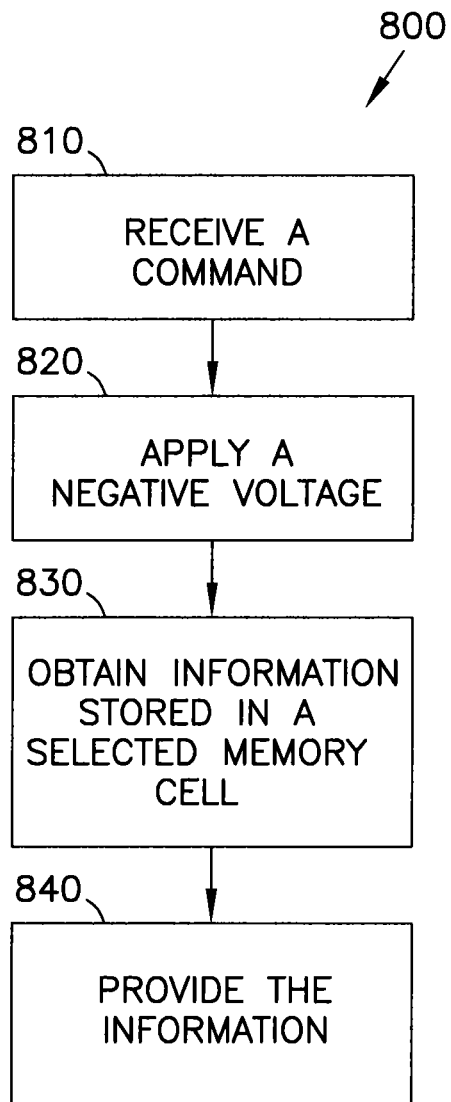 800
810
RECEIVE A
COMMAND
820
APPLY A
NEGATIVE VOLTAGE
830
OBTAIN INFORMATION
STORED IN A
SELECTED MEMORY
CELL
840
PROVIDE THE
INFORMATION